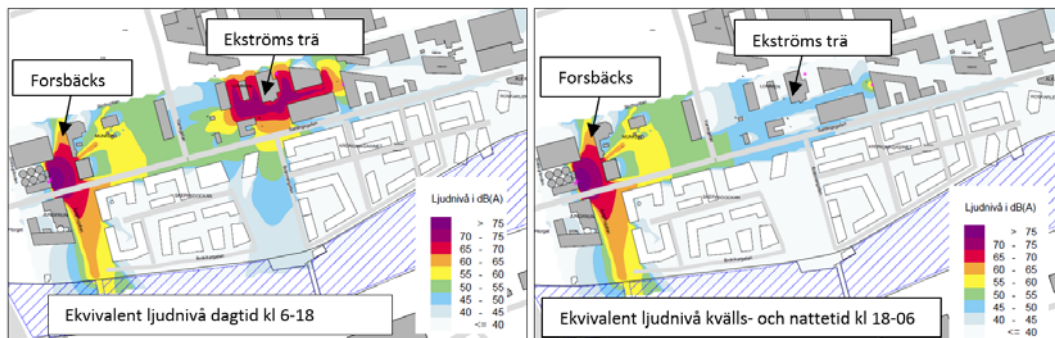 Ekströms trä
Forsbäcks
Ljudnivå i dB(A)
> 75
70 - 75
65 - 70
60 - 65
55 - 60
50 - 55
45 - 50
40 - 45
<= 40
Ekvivalent ljudnivå dagtid kl 6-18
Ekströms trä
Forsbäcks
Ljudnivå i dB(A)
> 75
70 - 75
65 - 70
60 - 65
55 - 60
50 - 55
45 - 50
40 - 45
<= 40
Ekvivalent ljudnivå kvälls- och nattetid kl 18-06